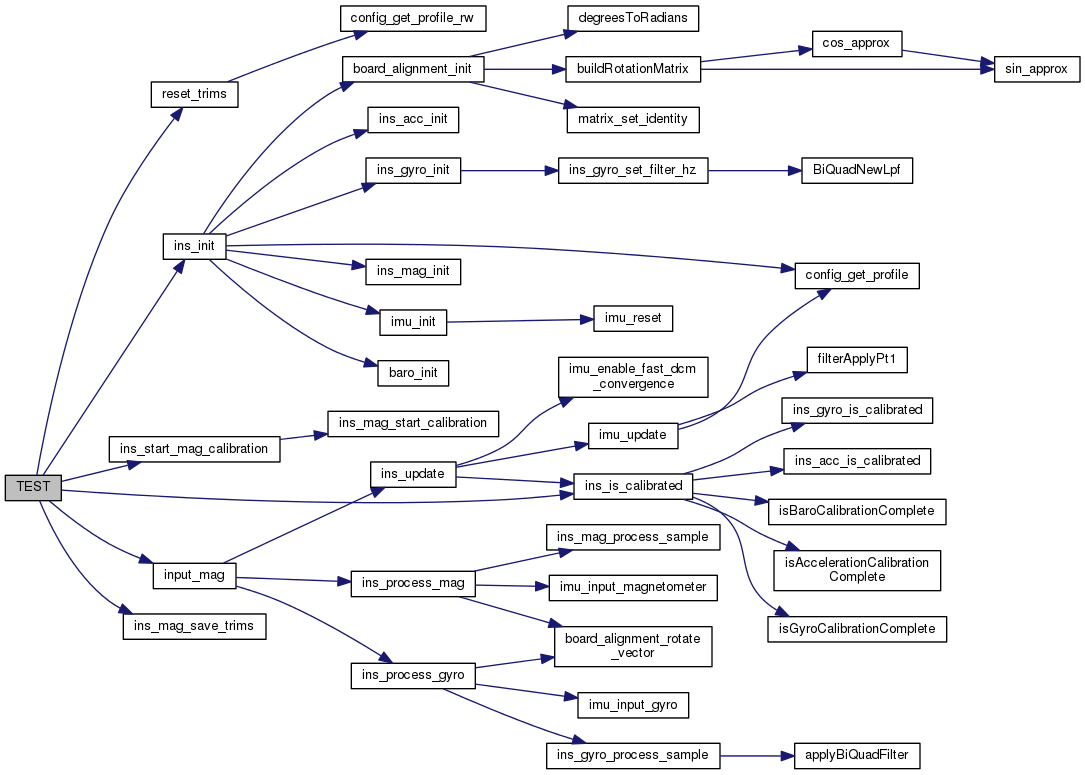 config_get_profile_rw
degreesToRadians
cos_approx
board_alignment_init
buildRotationMatrix
sin_approx
reset_trims
ins_acc_init
matrix_set_identity
ins_gyro_init
ins_gyro_set_filter_hz
BiQuadNewLpf
ins_init
ins_mag_init
config_get_profile
imu_init
imu_reset
baro_init
imu_enable_fast_dcm
_convergence
filterApplyPt1
ins_mag_start_calibration
ins_gyro_is_calibrated
imu_update
ins_start_mag_calibration
ins_update
ins_acc_is_calibrated
TEST
ins_is_calibrated
isBaroCalibrationComplete
ins_mag_process_sample
isAccelerationCalibration
Complete
input_mag
ins_process_mag
imu_input_magnetometer
ins_mag_save_trims
isGyroCalibrationComplete
board_alignment_rotate
_vector
ins_process_gyro
imu_input_gyro
ins_gyro_process_sample
applyBiQuadFilter